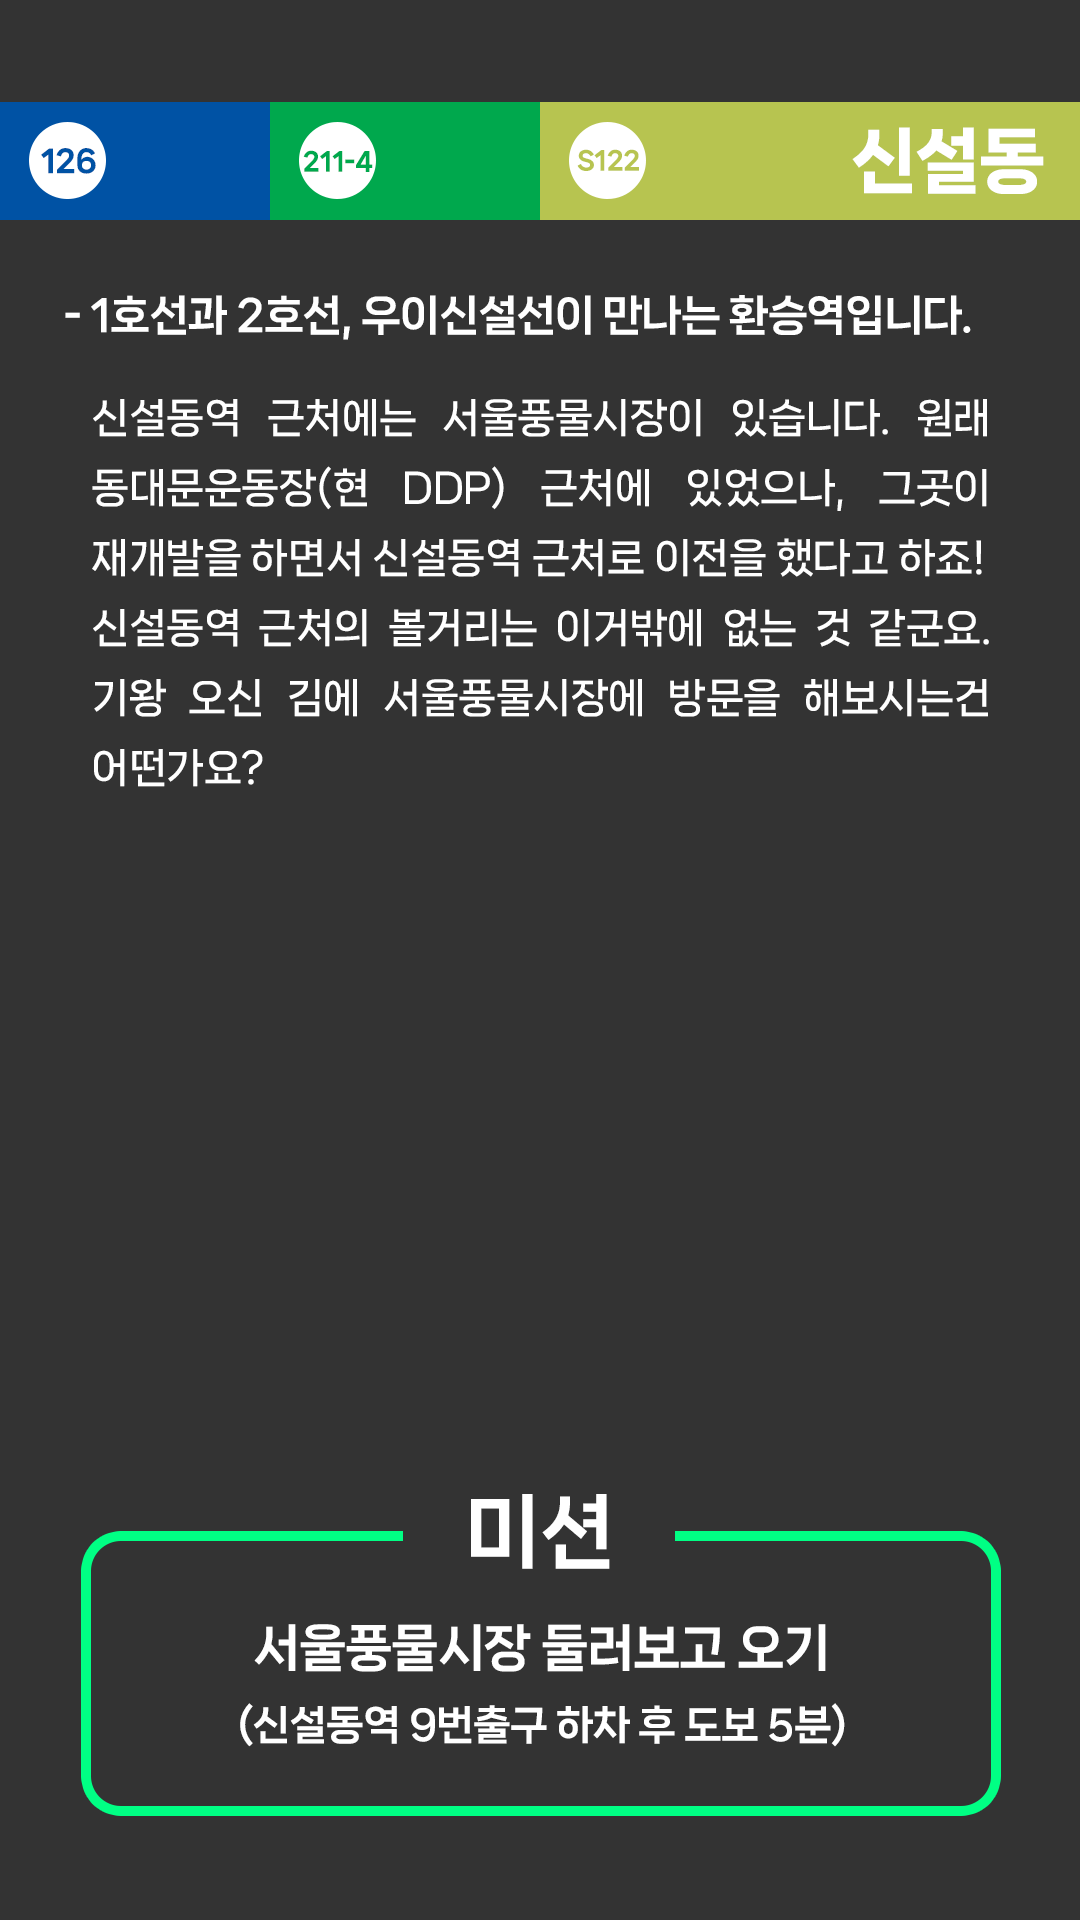 126
211-4
S122
신설동
- 1호선과 2호선, 우이신설선이 만나는 환승역입니다.
신설동역 근처에는 서울풍물시장이 있습니다. 원래
동대문운동장(현 DDP) 근처에 있었으나, 그곳이
재개발을 하면서 신설동역 근처로 이전을 했다고 하죠!
신설동역 근처의 볼거리는 이거밖에 없는 것 같군요.
기왕 오신 김에 서울풍물시장에 방문을 해보시는건
어떤가요?
미션
서울풍물시장 둘러보고 오기
(신설동역 9번출구 하차 후 도보 5분)